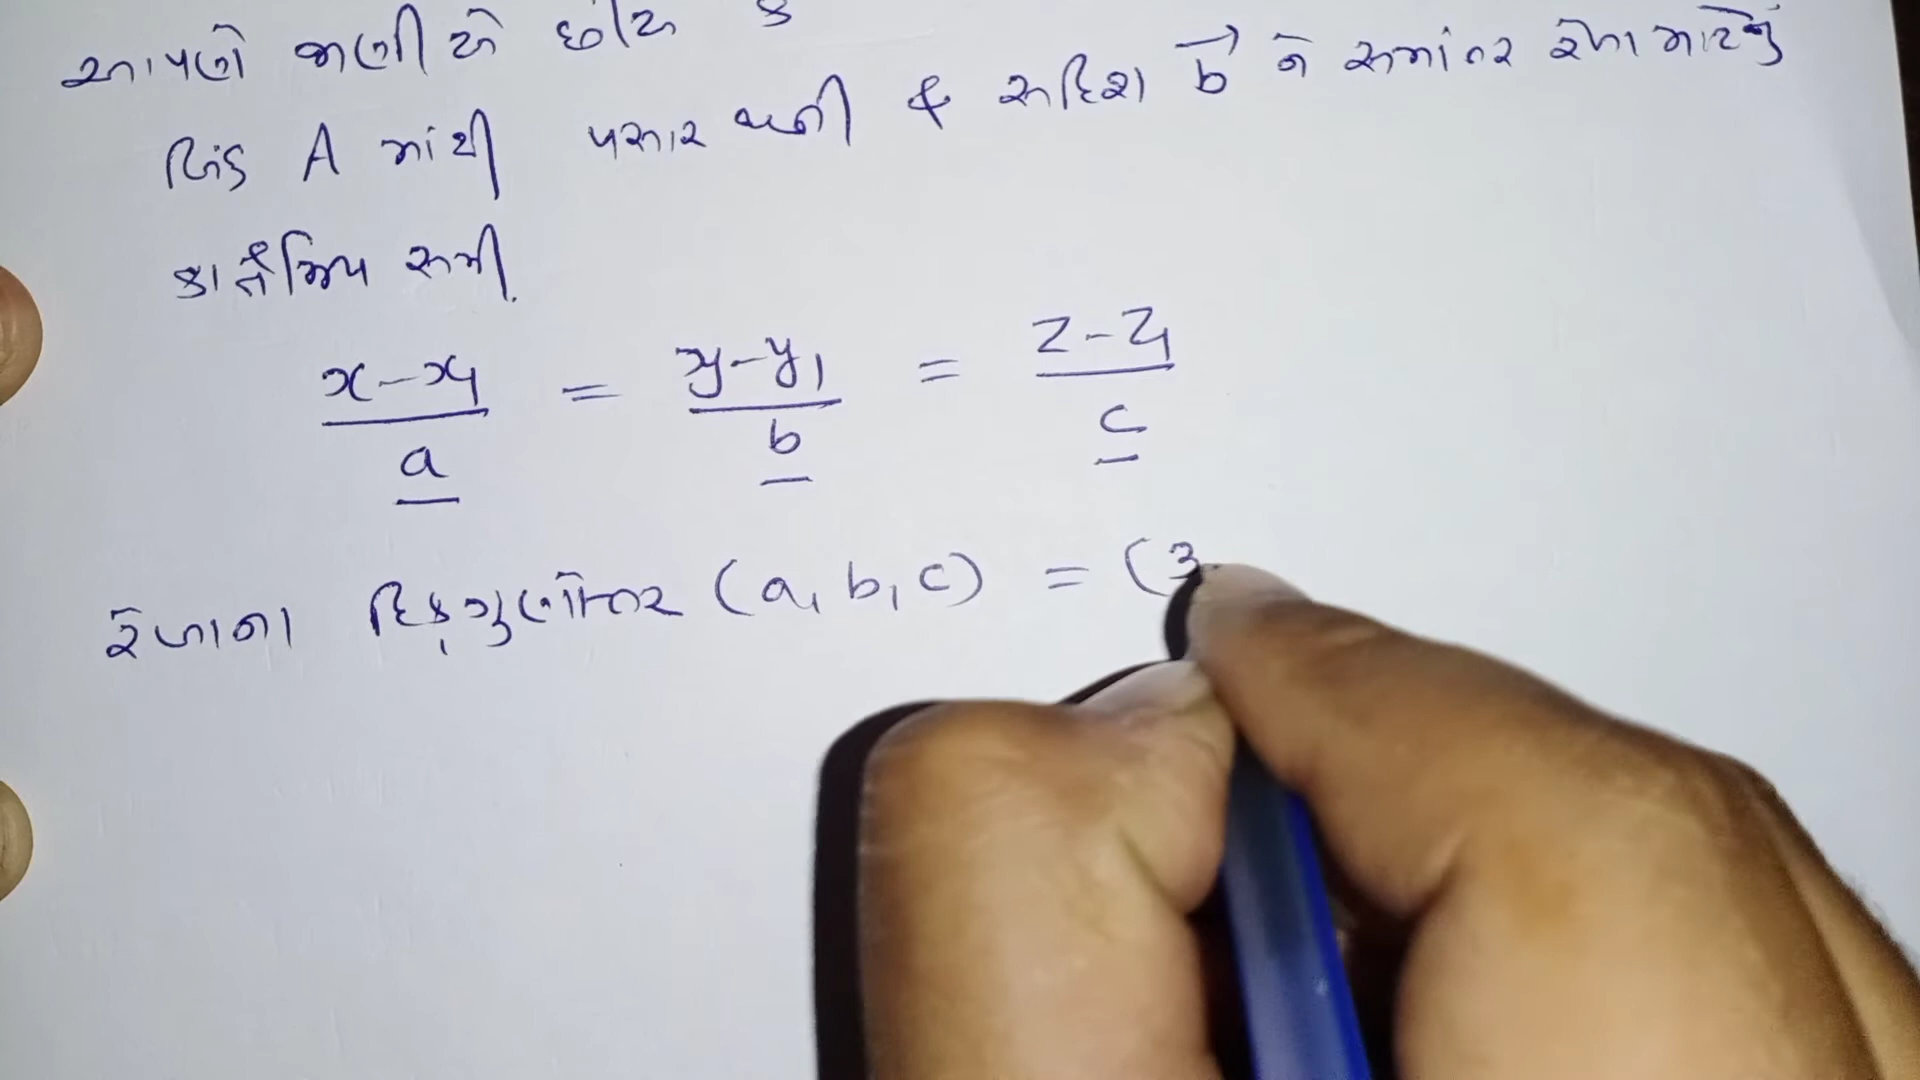 આપણે જાણીએ છીએ કે
બિંદુ A માંથી પસાર થતી & સદિશ b⃗ ને સમાંતર રેખા માટેનું
કાર્તેઝિય સમી.
x-x₁/a = y-y₁/b = z-z₁/c
રેખાના દિક્ગુણોત્તર (a, b, c) = (3,